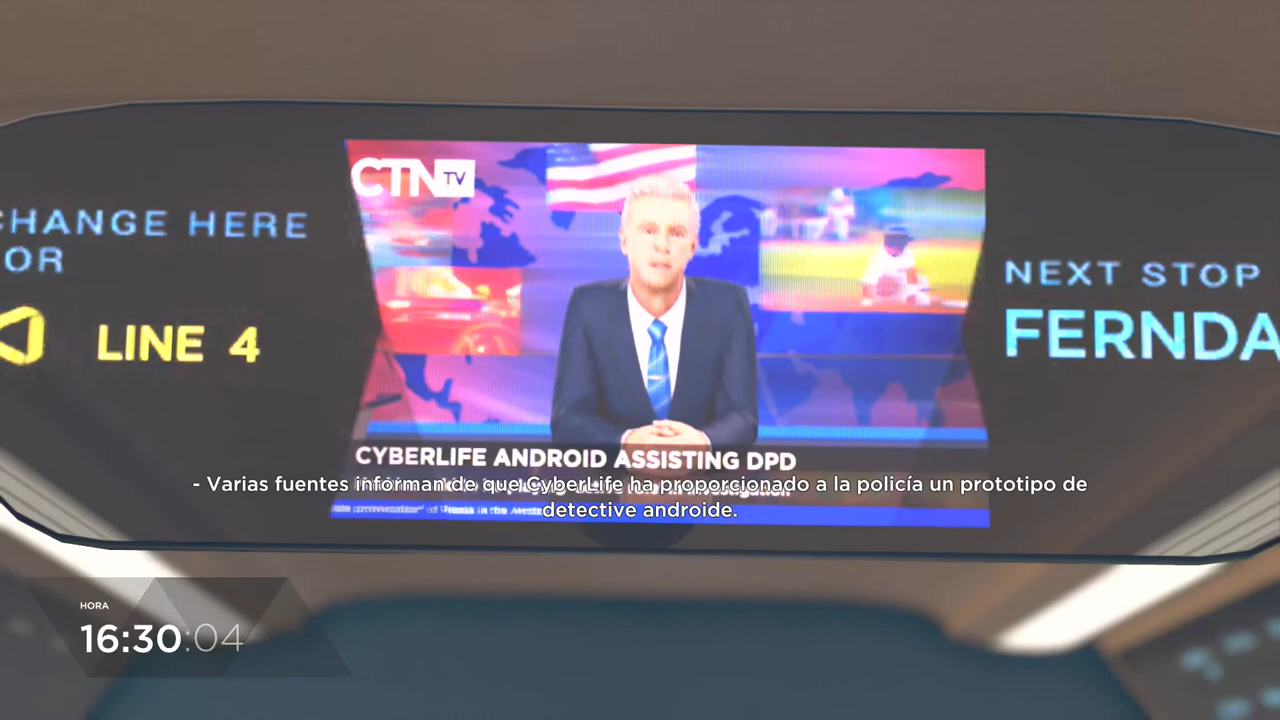 CTN TV
CHANGE HERE
OR
LINE 4
NEXT STOP
FERNDA
CYBERLIFE ANDROID ASSISTING DPD
- Varias fuentes informan de que CyberLife ha proporcionado a la policía un prototipo de
detective androide.
HORA
16:30:04